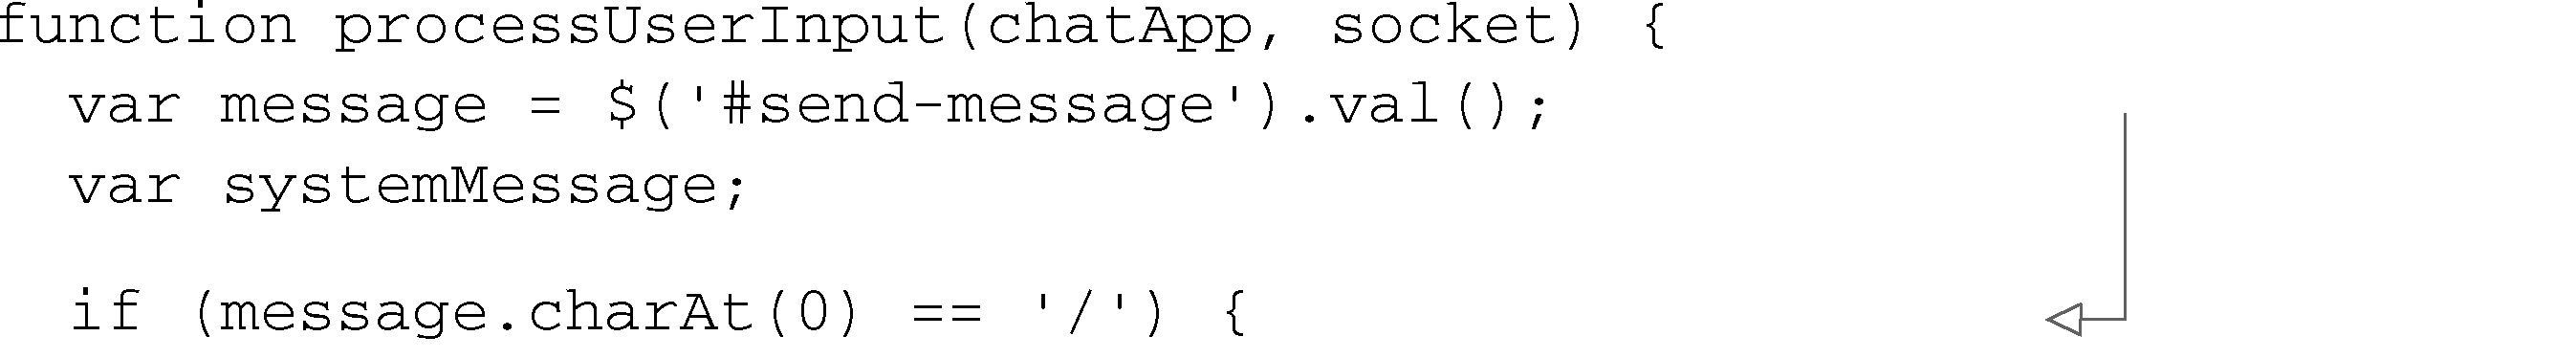 function processUserInput(chatApp, socket) {
  var message = $('#send-message').val();
  var systemMessage;
  if (message.charAt(0) == '/') {